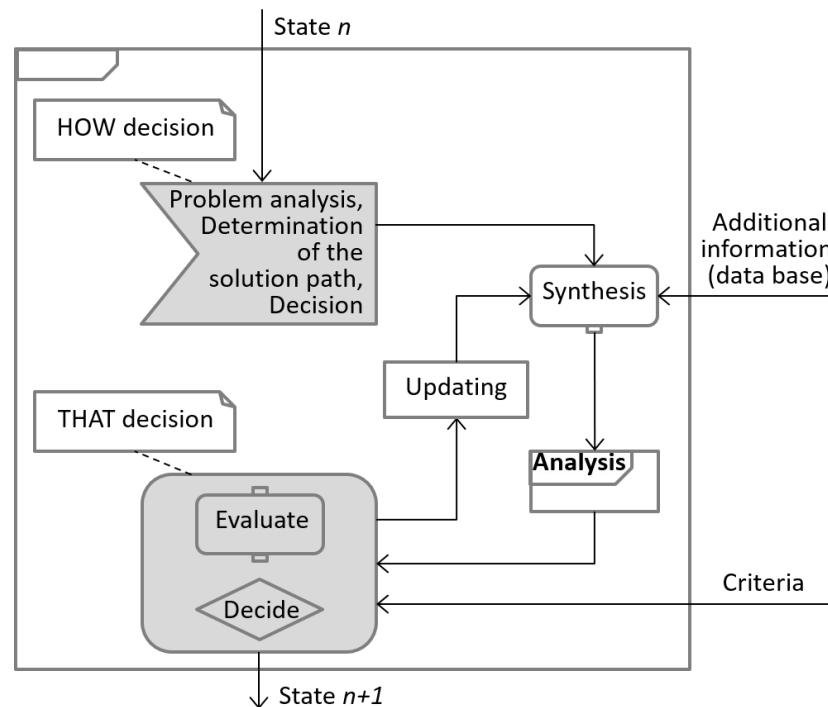 State n
HOW decision
Problem analysis,
Determination
of the
solution path,
Decision
Additional
information
(data base)
Synthesis
Updating
THAT decision
Analysis
Evaluate
Criteria
Decide
State n+1